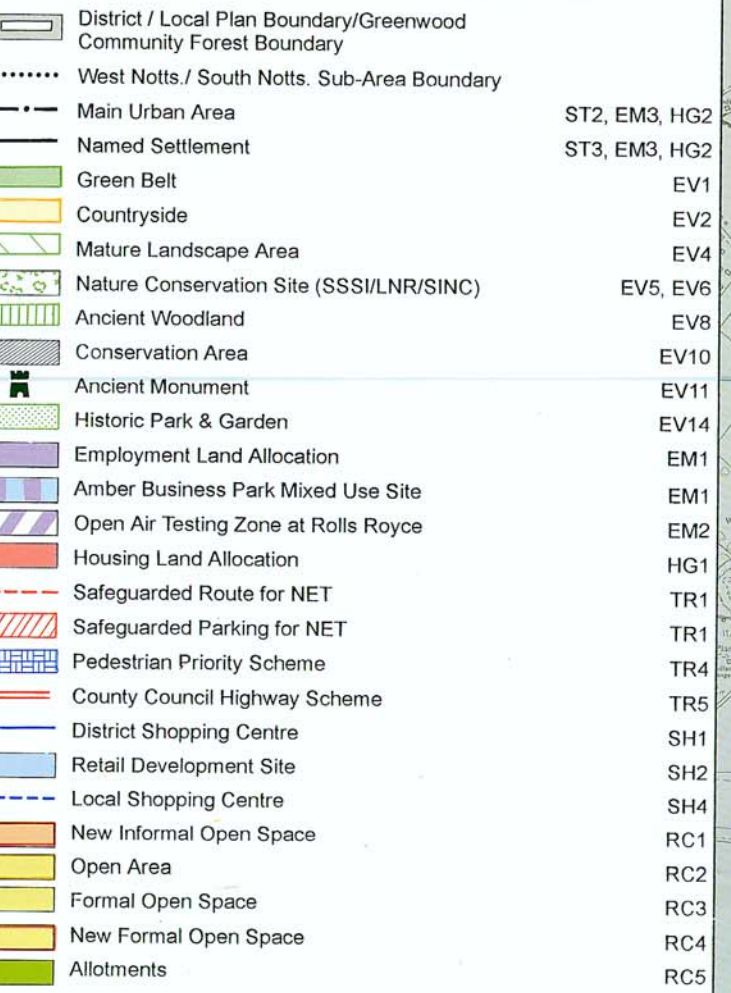 District / Local Plan Boundary/Greenwood
Community Forest Boundary
West Notts./ South Notts. Sub-Area Boundary
Main Urban Area ST2, EM3, HG2
Named Settlement ST3, EM3, HG2
Green Belt EV1
Countryside EV2
Mature Landscape Area EV4
Nature Conservation Site (SSSI/LNR/SINC) EV5, EV6
Ancient Woodland EV8
Conservation Area EV10
Ancient Monument EV11
Historic Park & Garden EV14
Employment Land Allocation EM1
Amber Business Park Mixed Use Site EM1
Open Air Testing Zone at Rolls Royce EM2
Housing Land Allocation HG1
Safeguarded Route for NET TR1
Safeguarded Parking for NET TR1
Pedestrian Priority Scheme TR4
County Council Highway Scheme TR5
District Shopping Centre SH1
Retail Development Site SH2
Local Shopping Centre SH4
New Informal Open Space RC1
Open Area RC2
Formal Open Space RC3
New Formal Open Space RC4
Allotments RC5